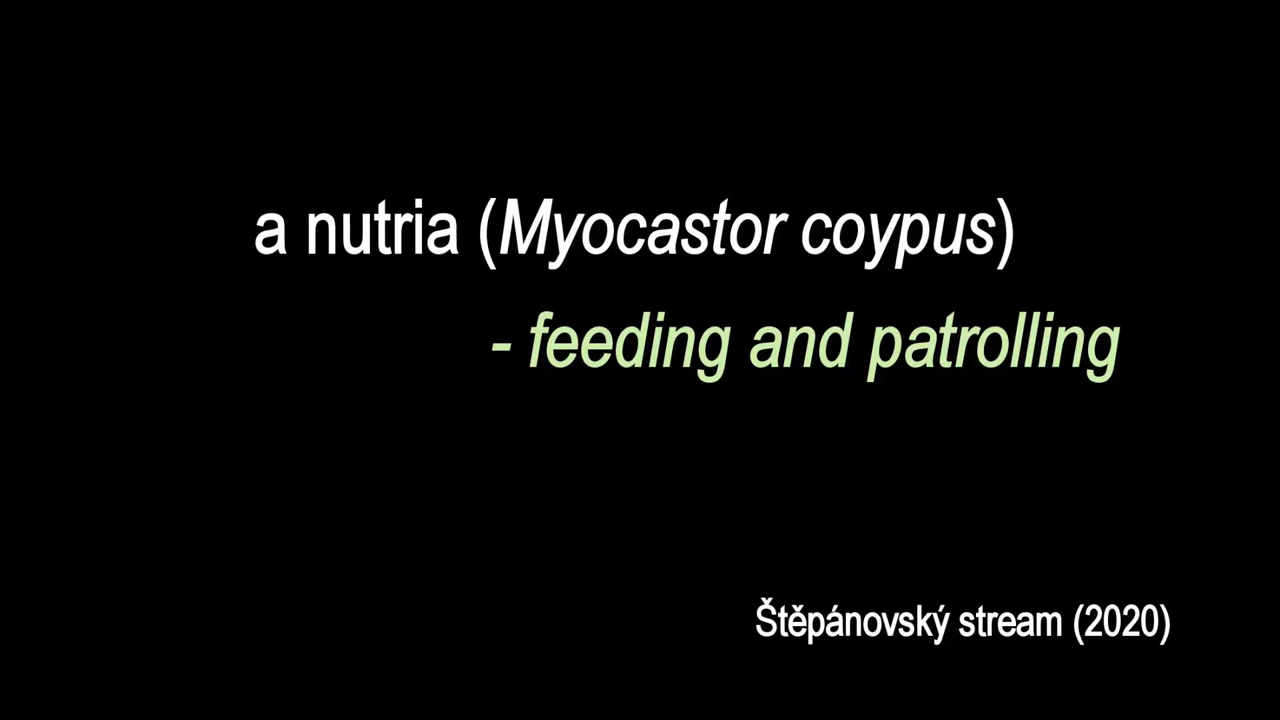 a nutria (Myocastor coypus)
- feeding and patrolling
Štěpánovský stream (2020)